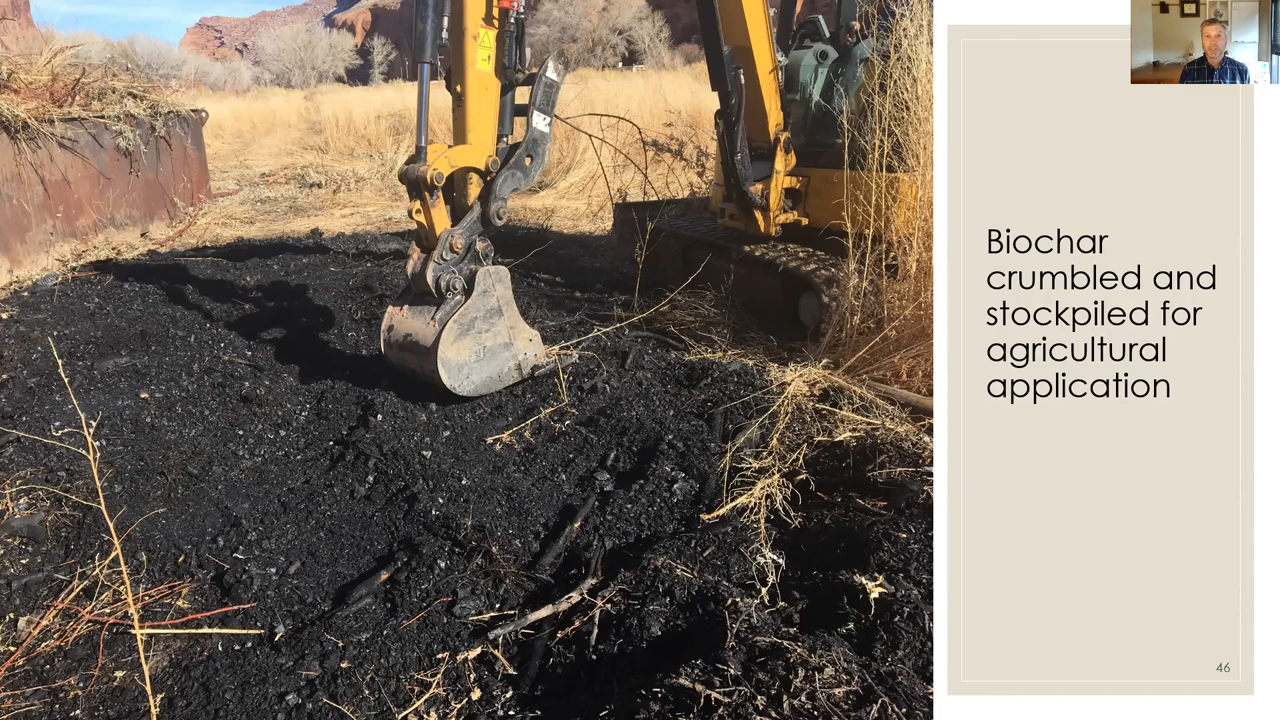 Biochar
crumbled and
stockpiled for
agricultural
application
46